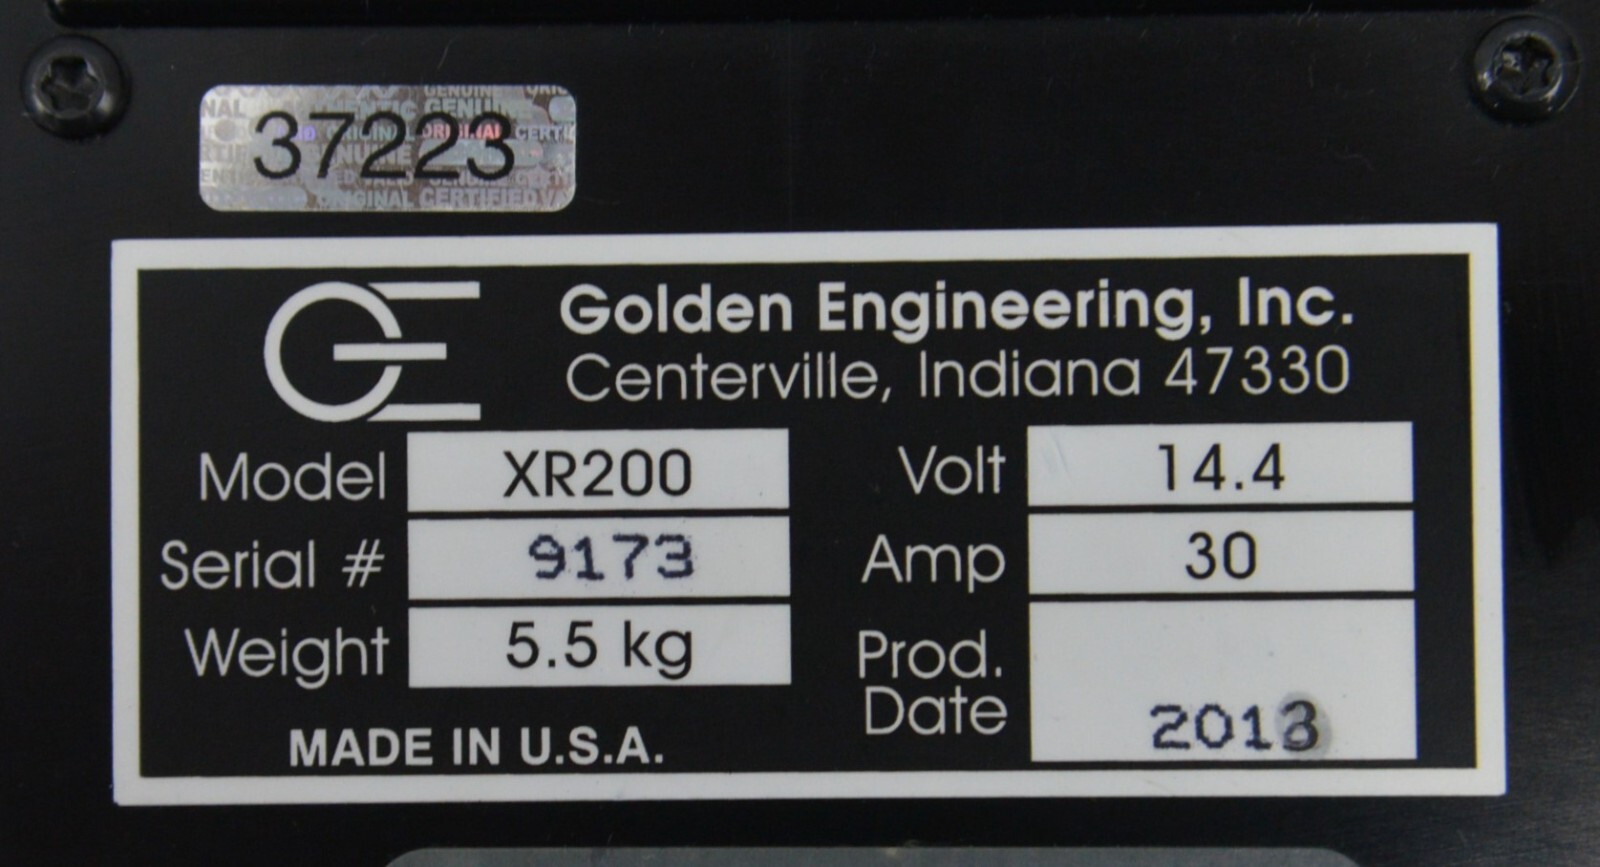 37223
Golden Engineering, Inc.
Centerville, Indiana 47330
Model XR200
Volt 14.4
Serial # 9173
Amp 30
Weight 5.5 kg
Prod. Date 2013
MADE IN U.S.A.